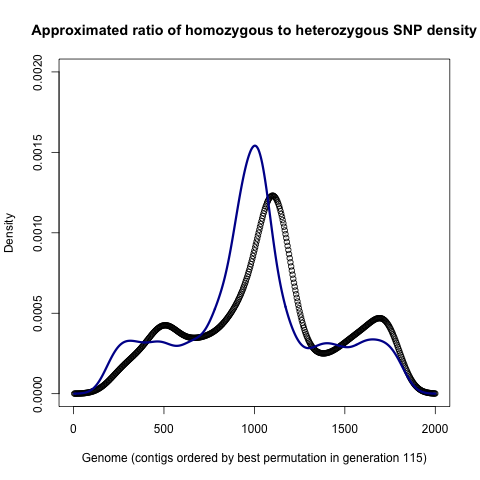 Approximated ratio of homozygous to heterozygous SNP density
0.0020
0.0015
0.0010
0.0005
0.0000
Density
0 500 1000 1500 2000
Genome (contigs ordered by best permutation in generation 115)